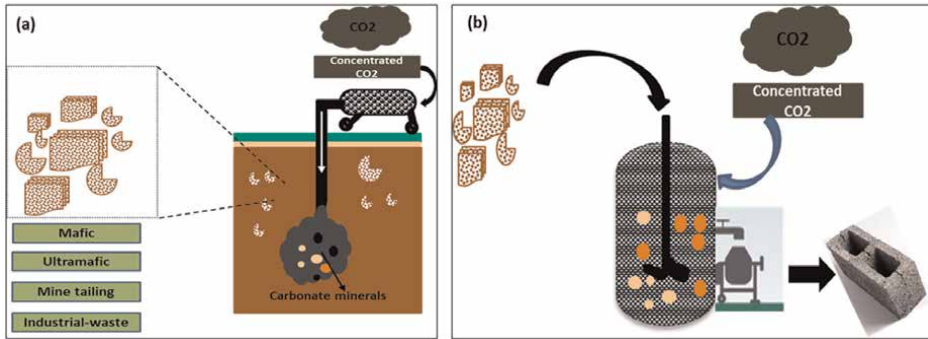 (a)
CO2
Concentrated
CO2
Mafic
Ultramafic
Mine tailing
Industrial-waste
Carbonate minerals
(b)
CO2
Concentrated
CO2